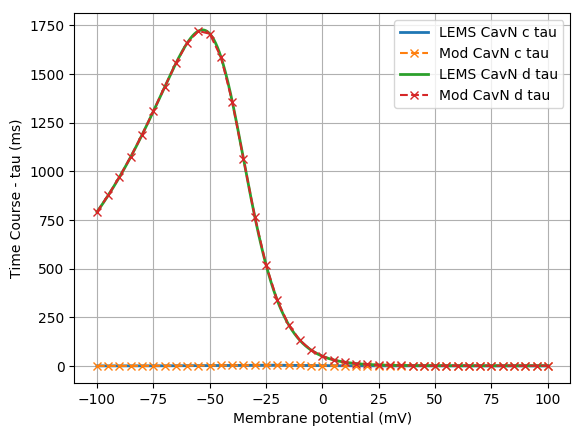 1750
1500
1250
1000
750
500
250
0
Time Course - tau (ms)
LEMS CavN c tau
Mod CavN c tau
LEMS CavN d tau
Mod CavN d tau
−100 −75 −50 −25 0 25 50 75 100
Membrane potential (mV)